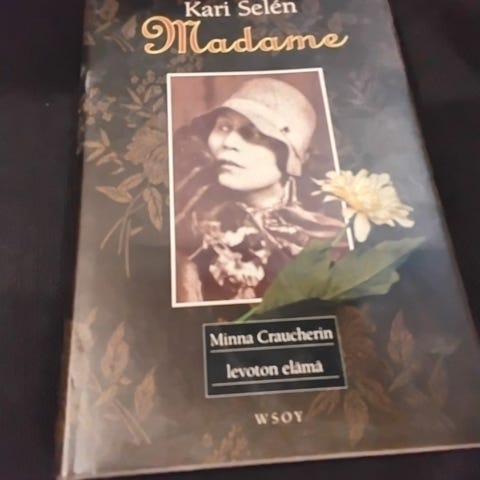 Kari Selén
Madame
Minna Craucherin
levoton elämä
WSOY